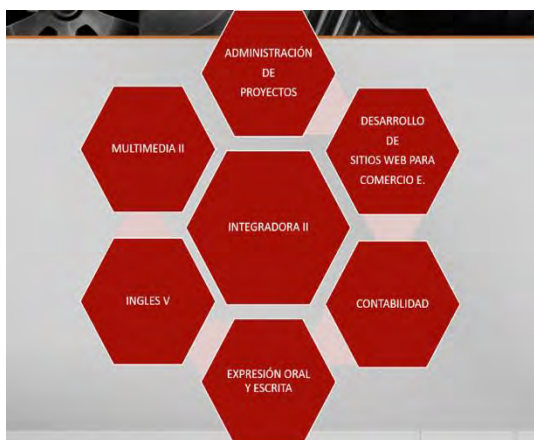 ADMINISTRACIÓN
DE
PROYECTOS
DESARROLLO
DE
SITIOS WEB PARA
COMERCIO E.
MULTIMEDIA II
INTEGRADORA II
INGLES V
CONTABILIDAD
EXPRESIÓN ORAL
Y ESCRITA